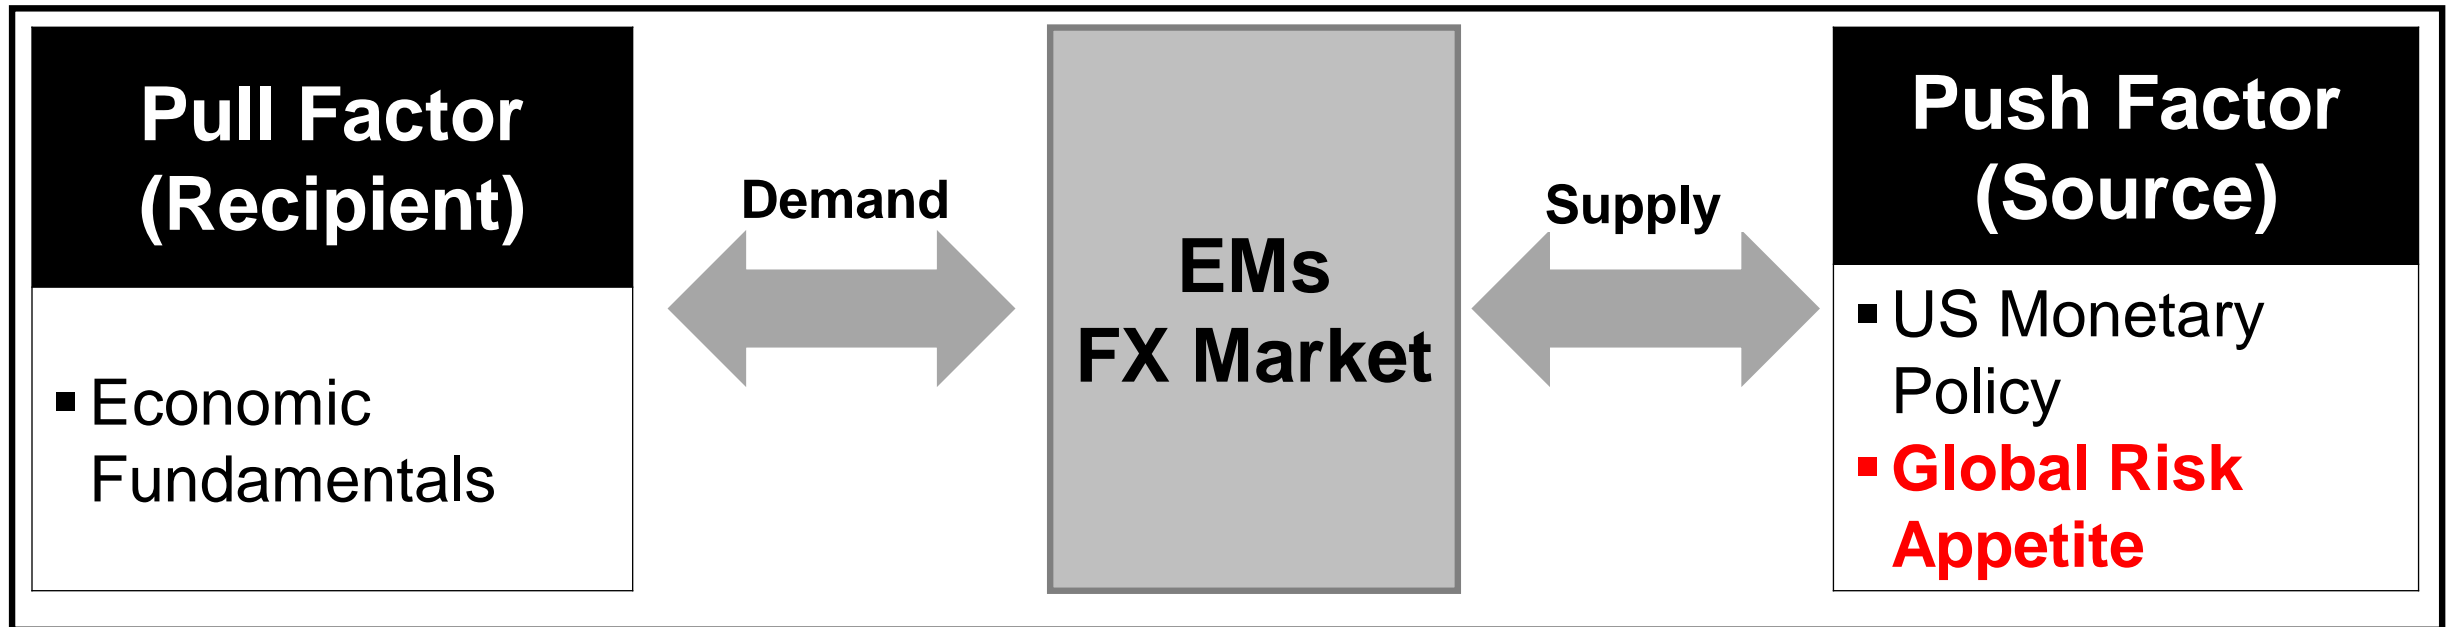 Pull Factor
(Recipient)
▪ Economic
Fundamentals
Demand
EMs
FX Market
Supply
Push Factor
(Source)
▪ US Monetary
Policy
▪ Global Risk
Appetite